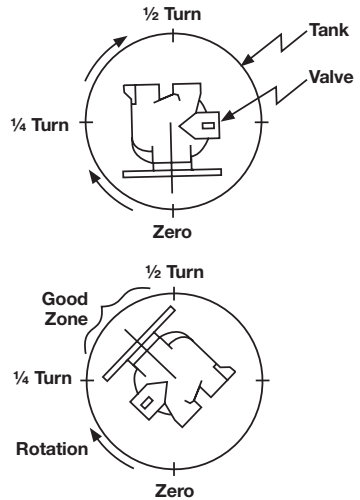 ½ Turn
Tank
Valve
¼ Turn
Zero
½ Turn
Good
Zone
¼ Turn
Rotation
Zero